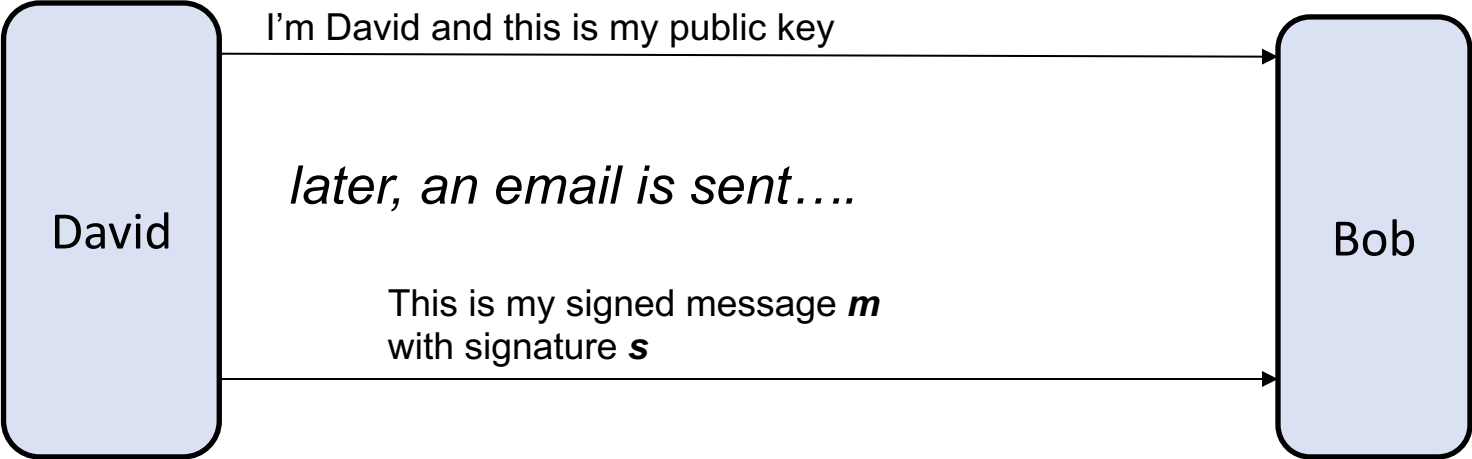 I’m David and this is my public key
later, an email is sent….
David
Bob
This is my signed message m
with signature s